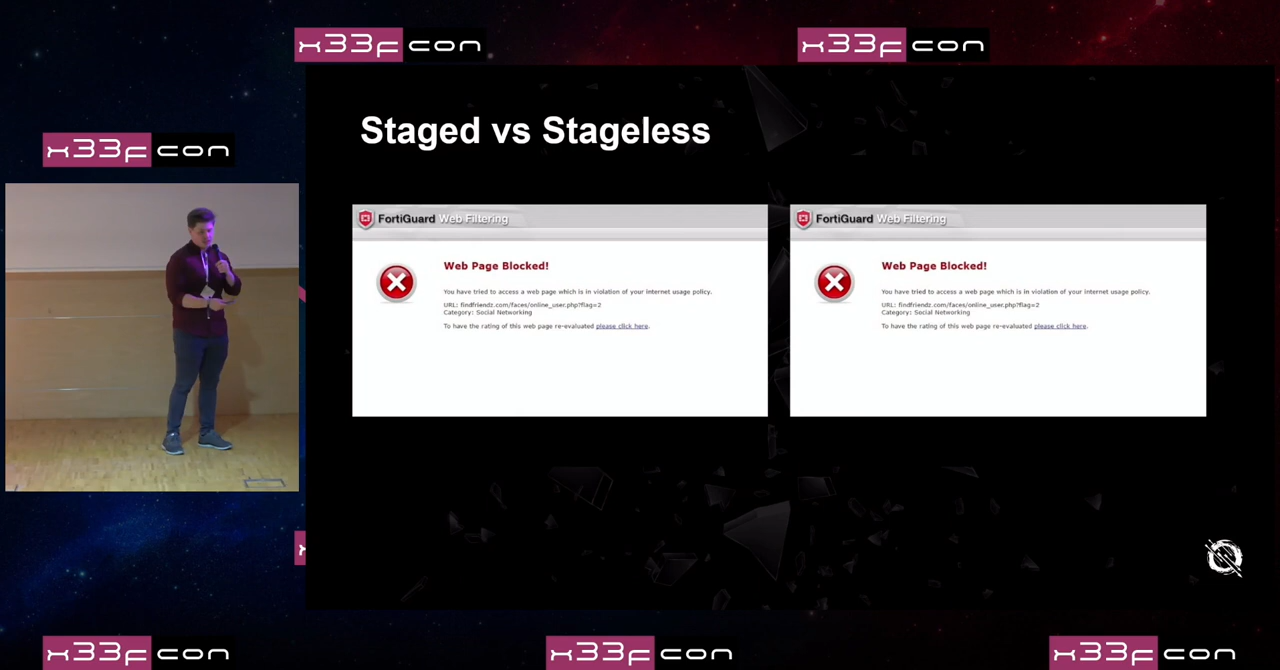 x33fcon
x33fcon
x33fcon
Staged vs Stageless
FortiGuard Web Filtering
Web Page Blocked!
You have tried to access a web page which is in violation of your internet usage policy.
URL: findfriendz.com/faces/online_user.php?flag=2
Category: Social Networking
To have the rating of this web page re-evaluated please click here.
FortiGuard Web Filtering
Web Page Blocked!
You have tried to access a web page which is in violation of your internet usage policy.
URL: findfriendz.com/faces/online_user.php?flag=2
Category: Social Networking
To have the rating of this web page re-evaluated please click here.
x33fcon
x33fcon
x33fcon